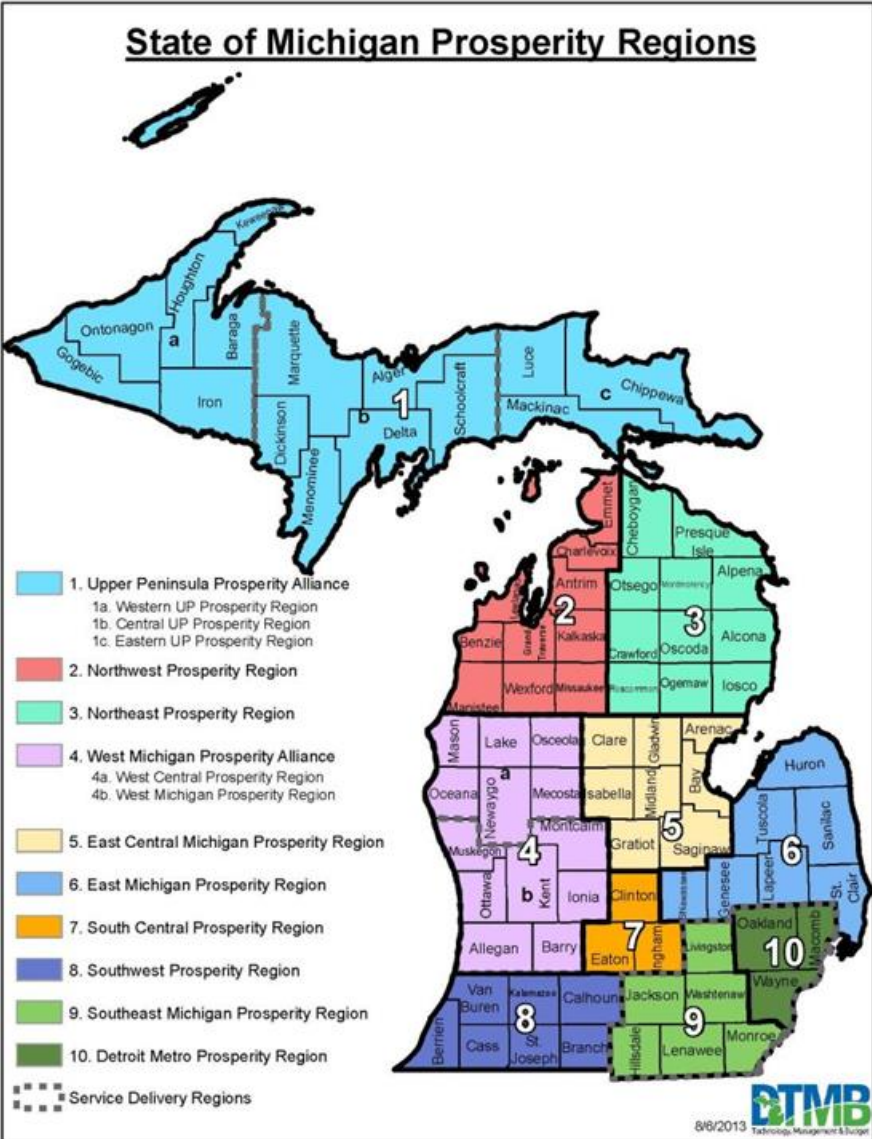 State of Michigan Prosperity Regions
Keweenaw
Houghton
Ontonagon
a
Baraga
Gogebic
Iron
Marquette
Dickinson
Menominee
Alger
1
b
Delta
Schoolcraft
Luce
Mackinac
c
Chippewa
Emmet
Cheboygan
Presque
Isle
Charlevoix
Antrim
Otsego
Montmorency
Alpena
2
Leelanau
Benzie
Grand
Traverse
Kalkaska
Crawford
3
Oscoda
Alcona
Manistee
Wexford
Missaukee
Roscommon
Ogemaw
Iosco
Mason
Lake
Osceola
Clare
Gladwin
Arenac
a
Oceana
Newaygo
Mecosta
Isabella
Midland
Bay
Huron
Montcalm
Muskegon
4
Gratiot
5
Saginaw
Tuscola
Sanilac
6
Ottawa
b
Kent
Ionia
Clinton
Shiawassee
Genesee
Lapeer
St.
Clair
Allegan
Barry
Eaton
7
Ingham
Livingston
Oakland
Macomb
10
Van
Buren
Kalamazoo
Calhoun
Jackson
Washtenaw
Wayne
8
9
Berrien
Cass
St.
Joseph
Branch
Hillsdale
Lenawee
Monroe
1. Upper Peninsula Prosperity Alliance
1a. Western UP Prosperity Region
1b. Central UP Prosperity Region
1c. Eastern UP Prosperity Region
2. Northwest Prosperity Region
3. Northeast Prosperity Region
4. West Michigan Prosperity Alliance
4a. West Central Prosperity Region
4b. West Michigan Prosperity Region
5. East Central Michigan Prosperity Region
6. East Michigan Prosperity Region
7. South Central Prosperity Region
8. Southwest Prosperity Region
9. Southeast Michigan Prosperity Region
10. Detroit Metro Prosperity Region
Service Delivery Regions
8/6/2013
DTMB
Technology, Management & Budget